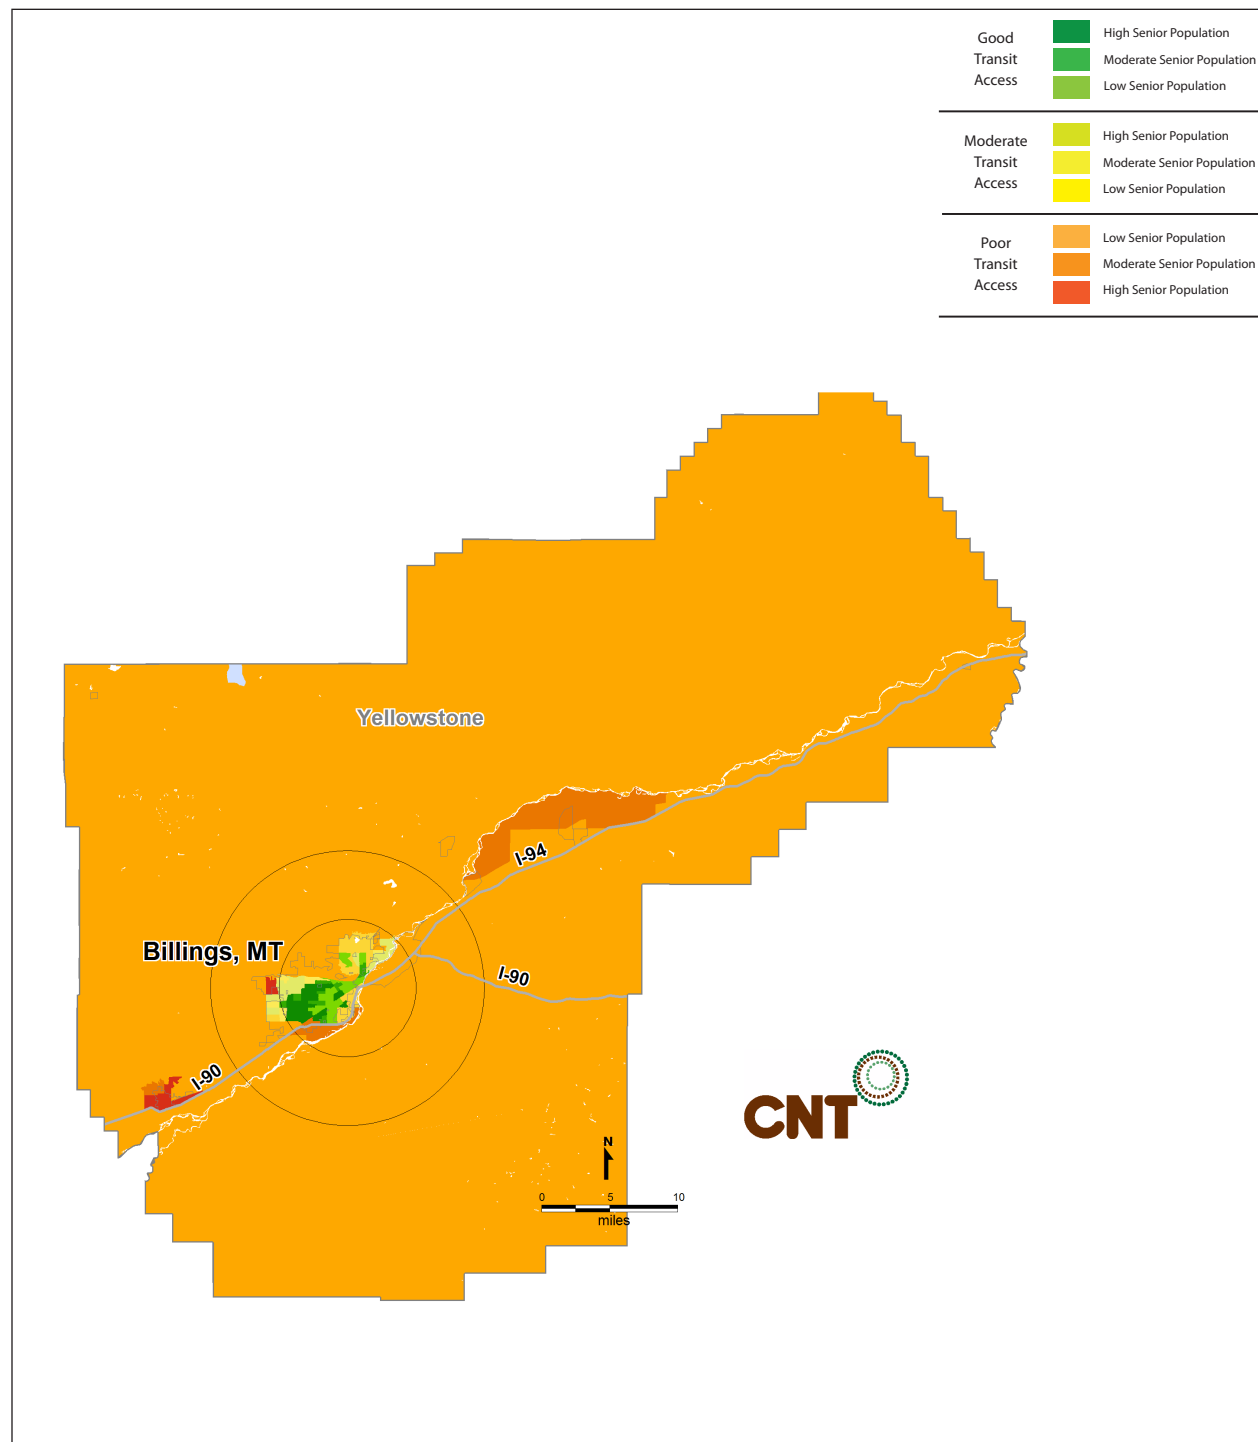 Good
Transit
Access
High Senior Population
Moderate Senior Population
Low Senior Population
Moderate
Transit
Access
High Senior Population
Moderate Senior Population
Low Senior Population
Poor
Transit
Access
Low Senior Population
Moderate Senior Population
High Senior Population
Yellowstone
I-94
Billings, MT
I-90
I-90
CNT
N
0 5 10
miles